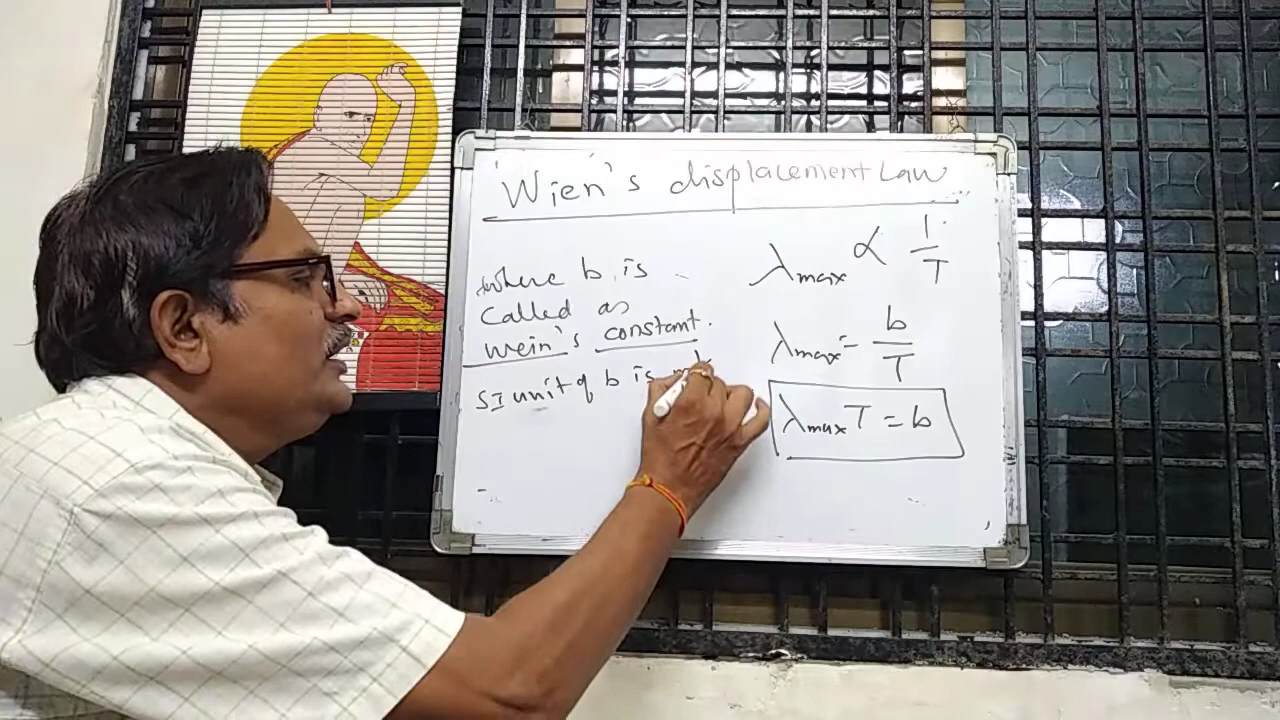 Wien's displacement Law
where b is
called as
wein's constant.
SI unit of b is
λmax ∝ 1/T
λmax = b/T
λmax T = b